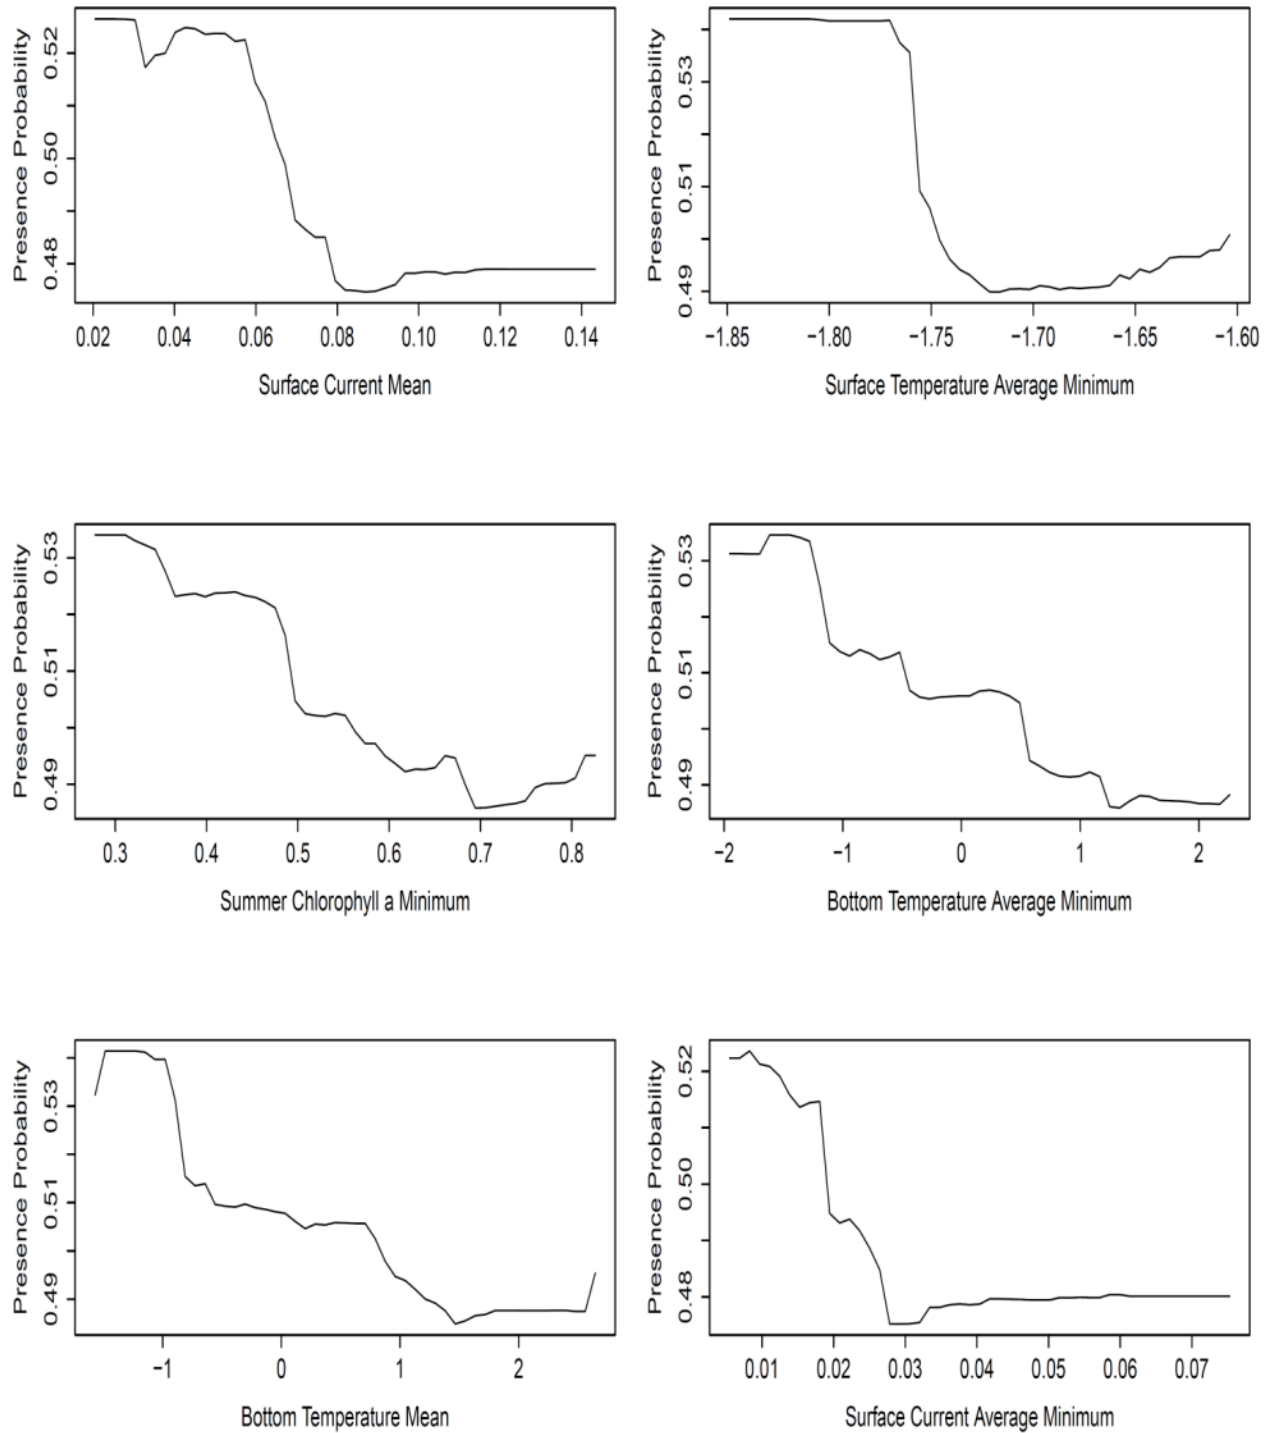 Presence Probability
0.52
0.50
0.48
0.02 0.04 0.06 0.08 0.10 0.12 0.14
Surface Current Mean
Presence Probability
0.53
0.51
0.49
−1.85 −1.80 −1.75 −1.70 −1.65 −1.60
Surface Temperature Average Minimum
Presence Probability
0.53
0.51
0.49
0.3 0.4 0.5 0.6 0.7 0.8
Summer Chlorophyll a Minimum
Presence Probability
0.53
0.51
0.49
−2 −1 0 1 2
Bottom Temperature Average Minimum
Presence Probability
0.53
0.51
0.49
−1 0 1 2
Bottom Temperature Mean
Presence Probability
0.52
0.50
0.48
0.01 0.02 0.03 0.04 0.05 0.06 0.07
Surface Current Average Minimum